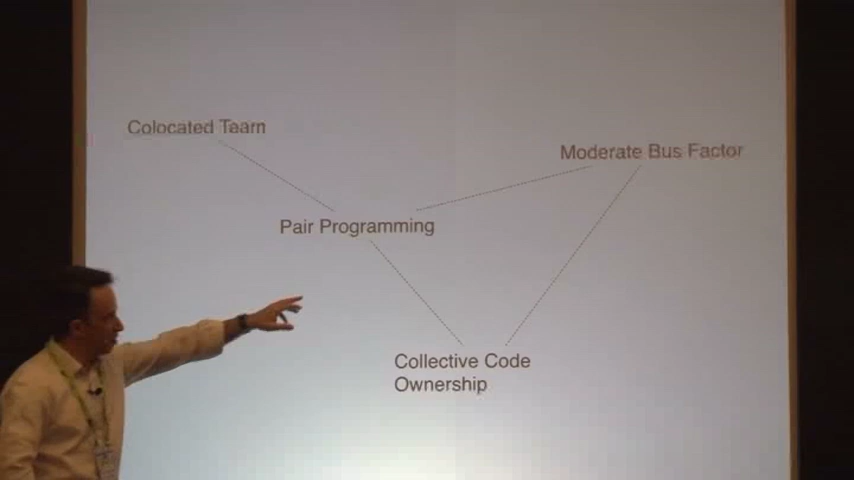 Colocated Team
Moderate Bus Factor
Pair Programming
Collective Code
Ownership